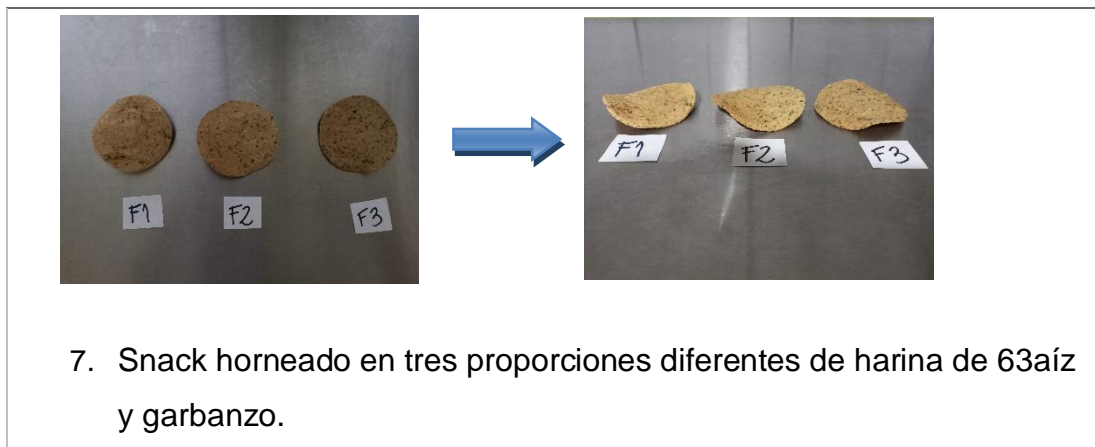 F1
F2
F3
F1
F2
F3
7. Snack horneado en tres proporciones diferentes de harina de 63aíz
y garbanzo.